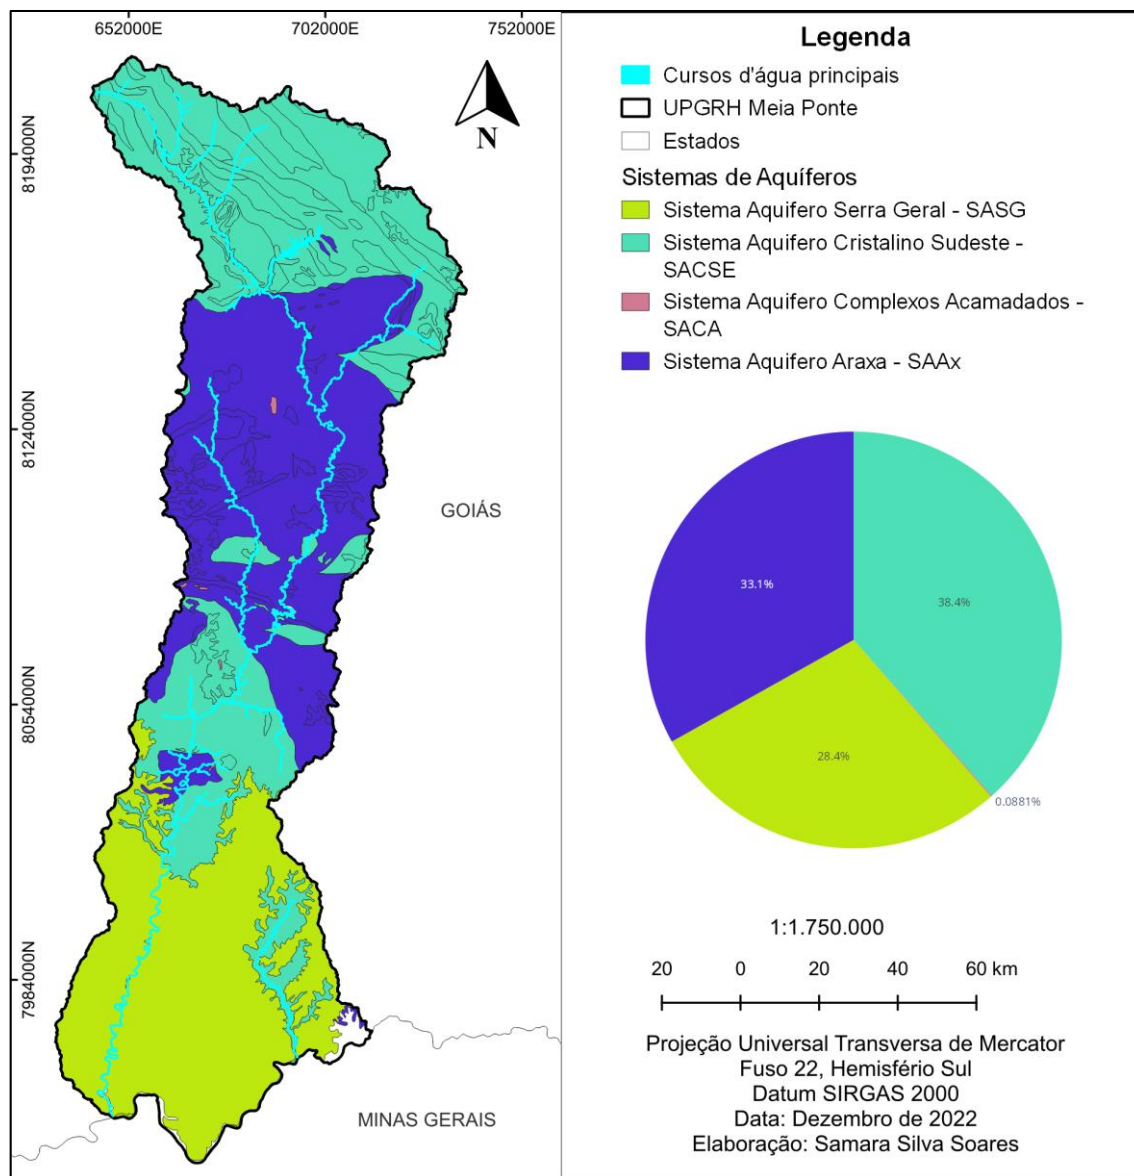 652000E
702000E
752000E
8194000N
8124000N
8054000N
7984000N
N
GOIÁS
MINAS GERAIS
Legenda
Cursos d'água principais
UPGRH Meia Ponte
Estados
Sistemas de Aquíferos
Sistema Aquifero Serra Geral - SASG
Sistema Aquifero Cristalino Sudeste -
SACSE
Sistema Aquifero Complexos Acamadados -
SACA
Sistema Aquifero Araxa - SAAx
33.1%
38.4%
28.4%
0.0881%
1:1.750.000
20 0 20 40 60 km
Projeção Universal Transversa de Mercator
Fuso 22, Hemisfério Sul
Datum SIRGAS 2000
Data: Dezembro de 2022
Elaboração: Samara Silva Soares